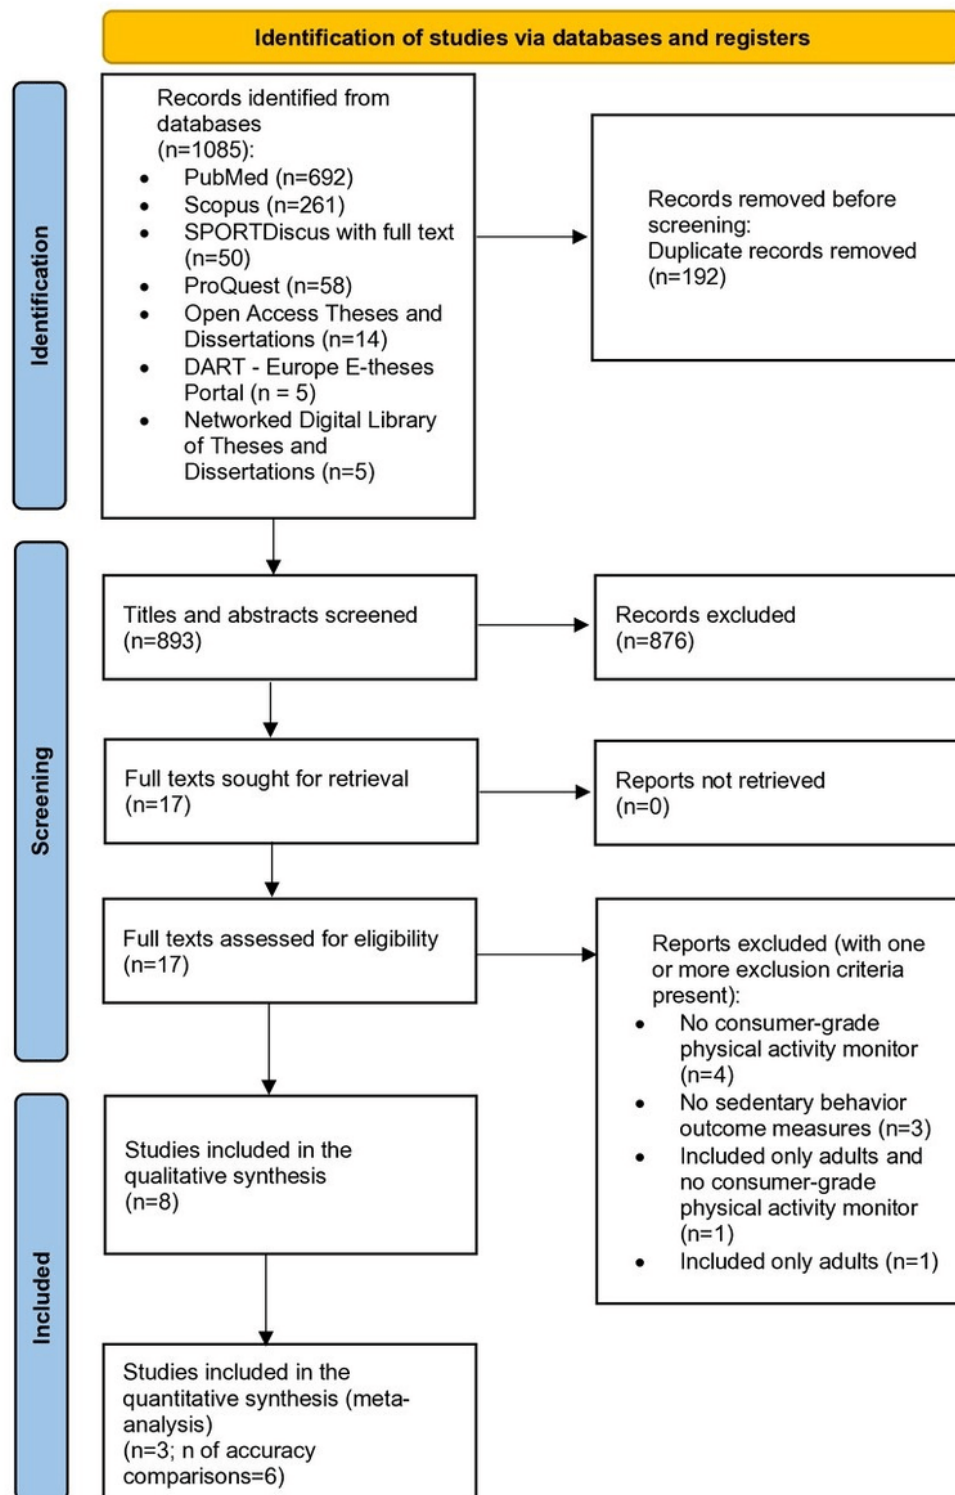 Identification of studies via databases and registers
Identification
Records identified from
databases
(n=1085):
• PubMed (n=692)
• Scopus (n=261)
• SPORTDiscus with full text
(n=50)
• ProQuest (n=58)
• Open Access Theses and
Dissertations (n=14)
• DART - Europe E-theses
Portal (n = 5)
• Networked Digital Library
of Theses and
Dissertations (n=5)
Records removed before
screening:
Duplicate records removed
(n=192)
Screening
Titles and abstracts screened
(n=893)
Records excluded
(n=876)
Full texts sought for retrieval
(n=17)
Reports not retrieved
(n=0)
Full texts assessed for eligibility
(n=17)
Reports excluded (with one
or more exclusion criteria
present):
• No consumer-grade
physical activity monitor
(n=4)
• No sedentary behavior
outcome measures (n=3)
• Included only adults and
no consumer-grade
physical activity monitor
(n=1)
• Included only adults (n=1)
Included
Studies included in the
qualitative synthesis
(n=8)
Studies included in the
quantitative synthesis (meta-
analysis)
(n=3; n of accuracy
comparisons=6)